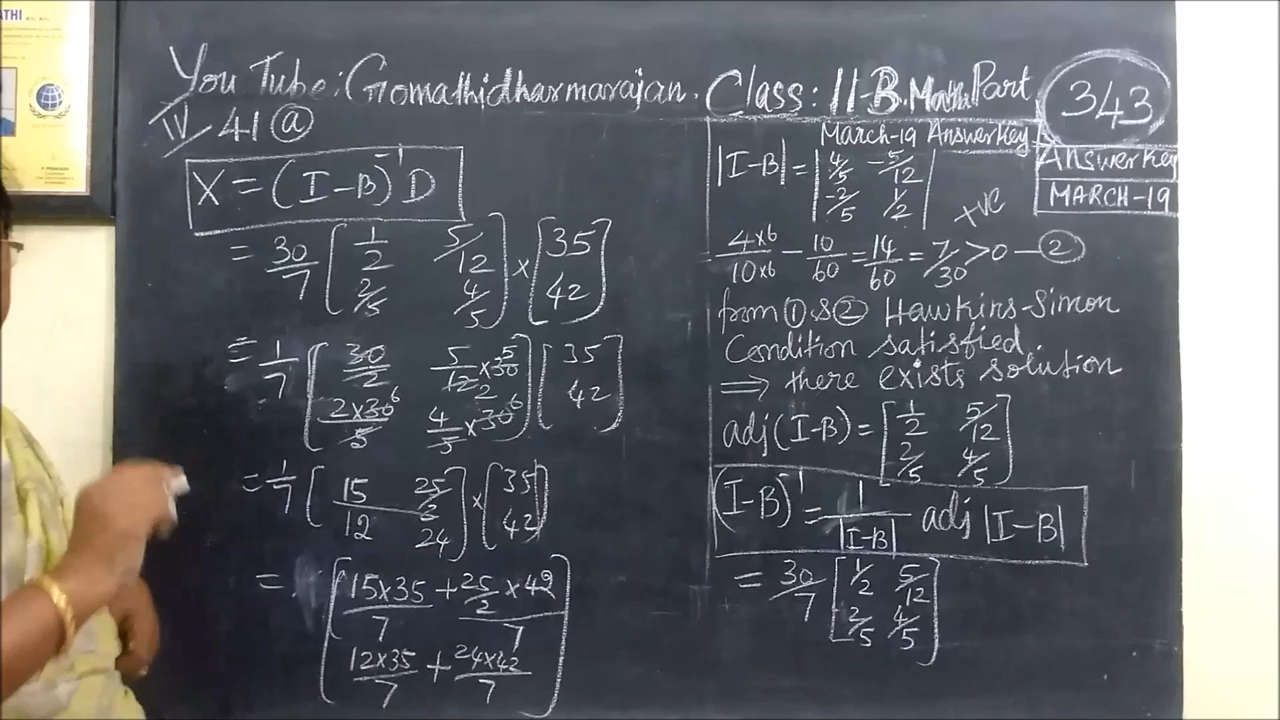 You Tube: Gomathidharmarajan. Class: 11-B.Maths Part 343
IV 41 (a)
X = (I-B)⁻¹ D
= 30/7 [1/2 5/12
2/5 4/5] × [35
42]
= 1/7 [30/2 5/12 × 30
2×30/5 4/5 × 30] [35
42]
= 1/7 [15 25/2
12 24] × [35
42]
= [15×35/7 + 25/2 × 42/7
12×35/7 + 24×42/7]
March-19 Answer Key
Answer Key
MARCH-19
|I-B| = |4/5 -5/12
-2/5 1/2|
+ve
= 4×6/10×6 - 10/60 = 14/60 = 7/30 > 0 — (2)
from (1) & (2) Hawkins-Simon
Condition satisfied.
⟹ there exists solution
adj(I-B) = [1/2 5/12
2/5 4/5]
(I-B)⁻¹ = 1/|I-B| adj |I-B|
= 30/7 [1/2 5/12
2/5 4/5]